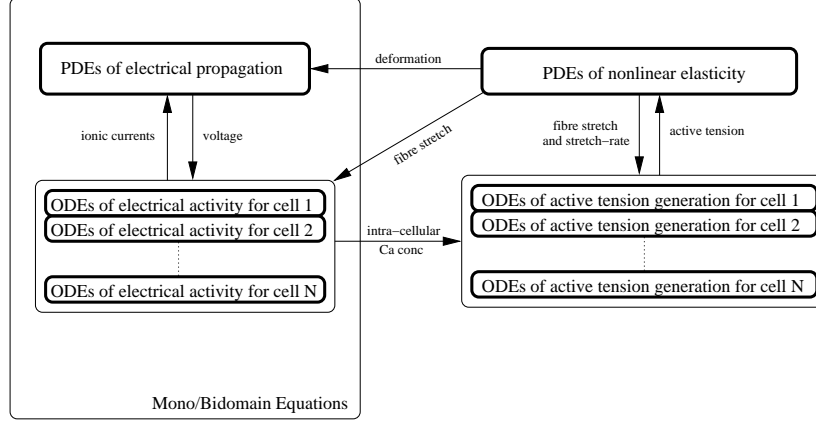 PDEs of electrical propagation
deformation
PDEs of nonlinear elasticity
ionic currents
voltage
fibre stretch
fibre stretch
and stretch−rate
active tension
ODEs of electrical activity for cell 1
ODEs of electrical activity for cell 2
ODEs of electrical activity for cell N
intra−cellular
Ca conc
ODEs of active tension generation for cell 1
ODEs of active tension generation for cell 2
ODEs of active tension generation for cell N
Mono/Bidomain Equations